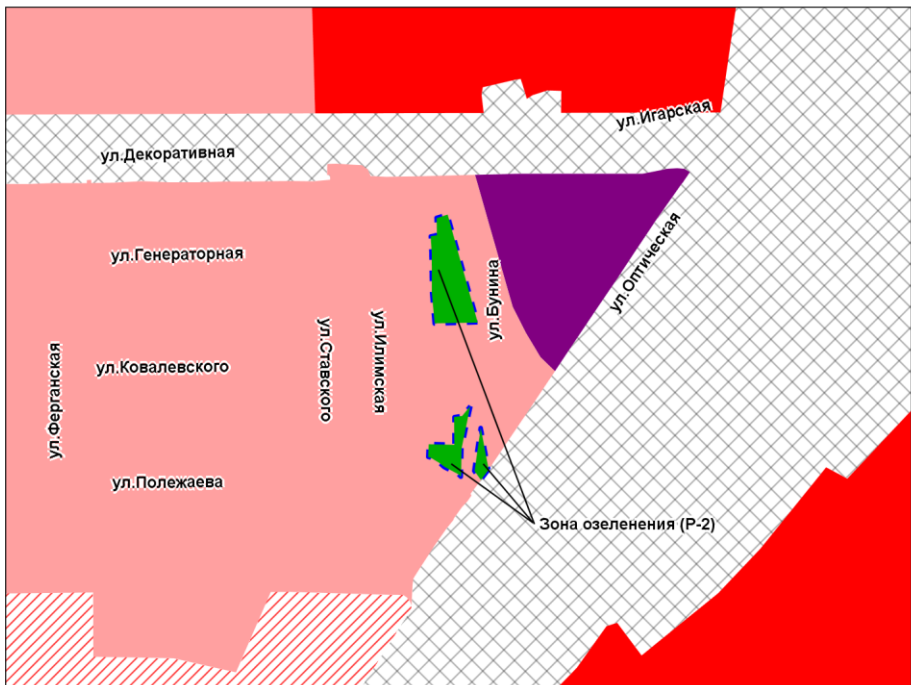 ул.Игарская
ул.Декоративная
ул.Генераторная
ул.Бунина
ул.Оптическая
ул.Ферганская
ул.Ковалевского
ул.Ставского
ул.Илимская
ул.Полежаева
Зона озеленения (Р-2)